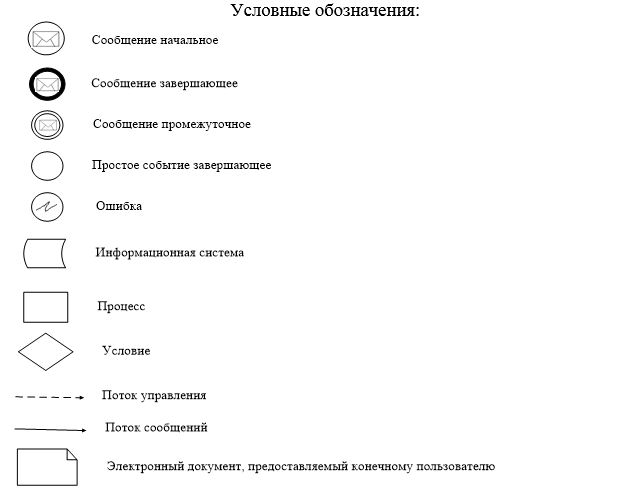 Условные обозначения:
Сообщение начальное
Сообщение завершающее
Сообщение промежуточное
Простое событие завершающее
Ошибка
Информационная система
Процесс
Условие
Поток управления
Поток сообщений
Электронный документ, предоставляемый конечному пользователю